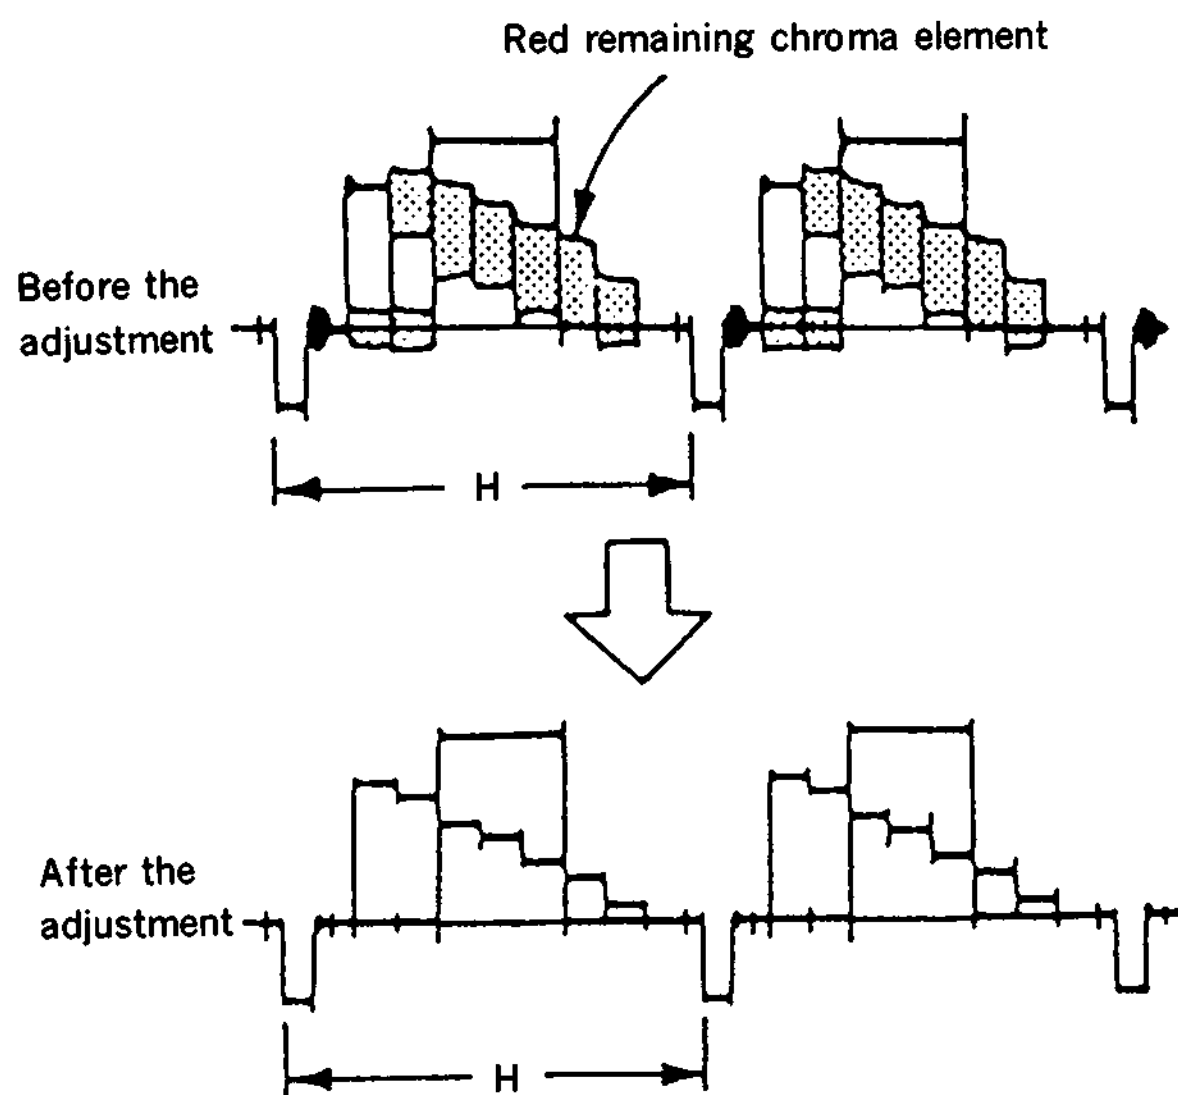 Red remaining chroma element
Before the
adjustment
H
After the
adjustment
H